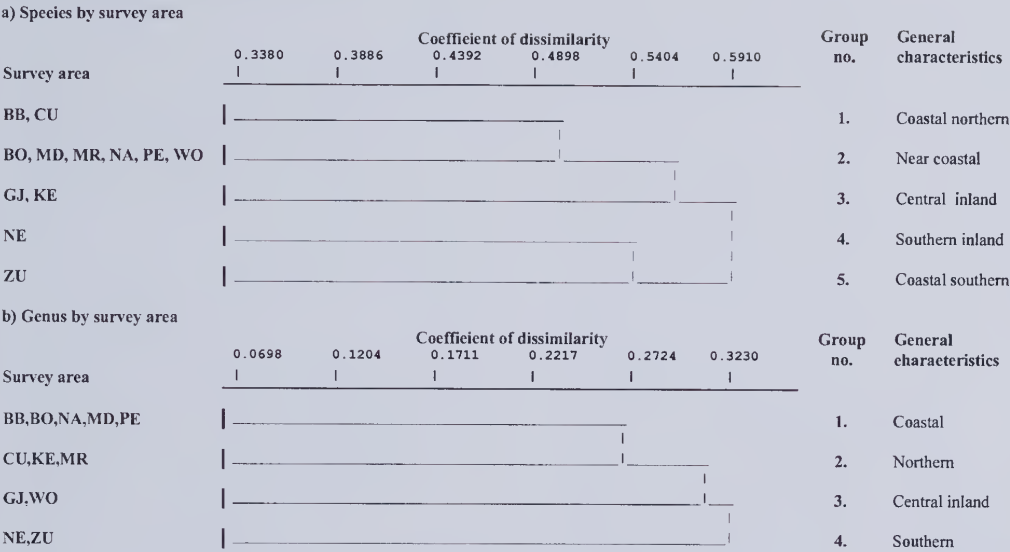 a) Species by survey area
Coefficient of dissimilarity Group General
0.3380 0.3886 0.4392 0.4898 0.5404 0.5910 no. characteristics
Survey area
BB, CU 1. Coastal northern
BO, MD, MR, NA, PE, WO 2. Near coastal
GJ, KE 3. Central inland
NE 4. Southern inland
ZU 5. Coastal southern
b) Genus by survey area
Coefficient of dissimilarity Group General
0.0698 0.1204 0.1711 0.2217 0.2724 0.3230 no. characteristics
Survey area
BB,BO,NA,MD,PE 1. Coastal
CU,KE,MR 2. Northern
GJ,WO 3. Central inland
NE,ZU 4. Southern